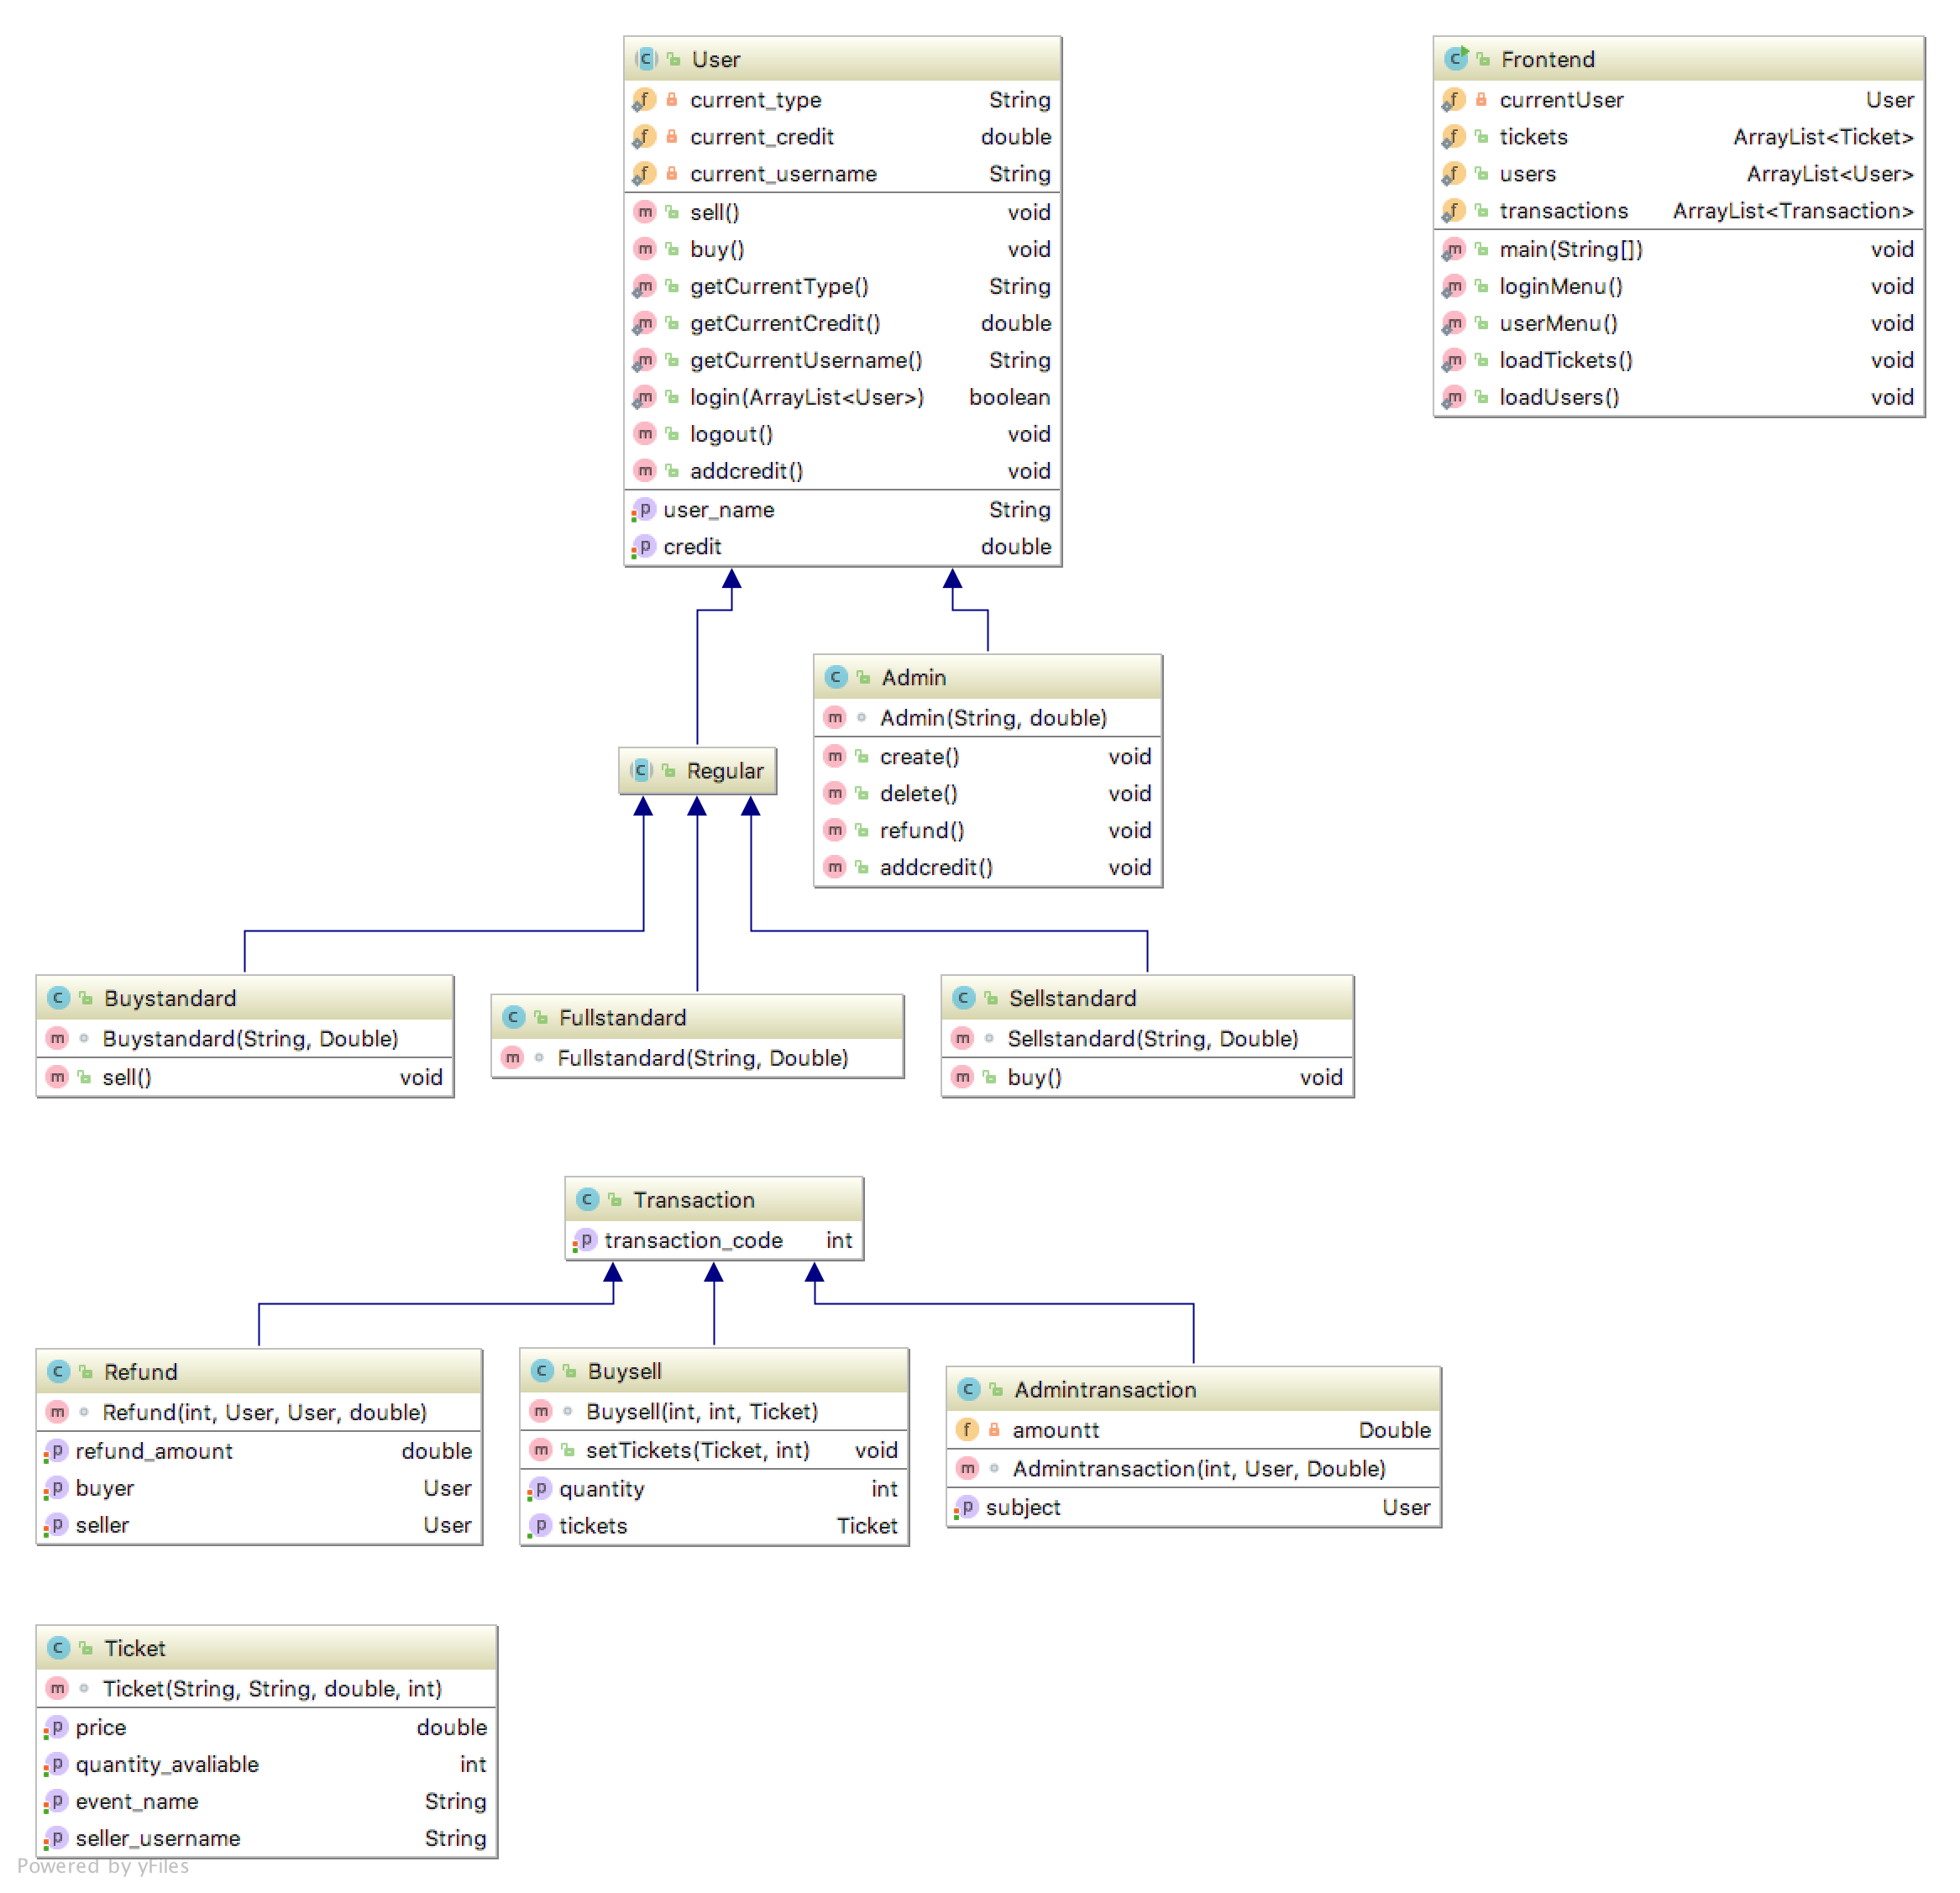 User
current_type String
current_credit double
current_username String
sell() void
buy() void
getCurrentType() String
getCurrentCredit() double
getCurrentUsername() String
login(ArrayList<User>) boolean
logout() void
addcredit() void
user_name String
credit double
Frontend
currentUser User
tickets ArrayList<Ticket>
users ArrayList<User>
transactions ArrayList<Transaction>
main(String[]) void
loginMenu() void
userMenu() void
loadTickets() void
loadUsers() void
Admin
Admin(String, double)
create() void
delete() void
refund() void
addcredit() void
Regular
Buystandard
Buystandard(String, Double)
sell() void
Fullstandard
Fullstandard(String, Double)
Sellstandard
Sellstandard(String, Double)
buy() void
Transaction
transaction_code int
Refund
Refund(int, User, User, double)
refund_amount double
buyer User
seller User
Buysell
Buysell(int, int, Ticket)
setTickets(Ticket, int) void
quantity int
tickets Ticket
Admintransaction
amountt Double
Admintransaction(int, User, Double)
subject User
Ticket
Ticket(String, String, double, int)
price double
quantity_avaliable int
event_name String
seller_username String
Powered by yFiles